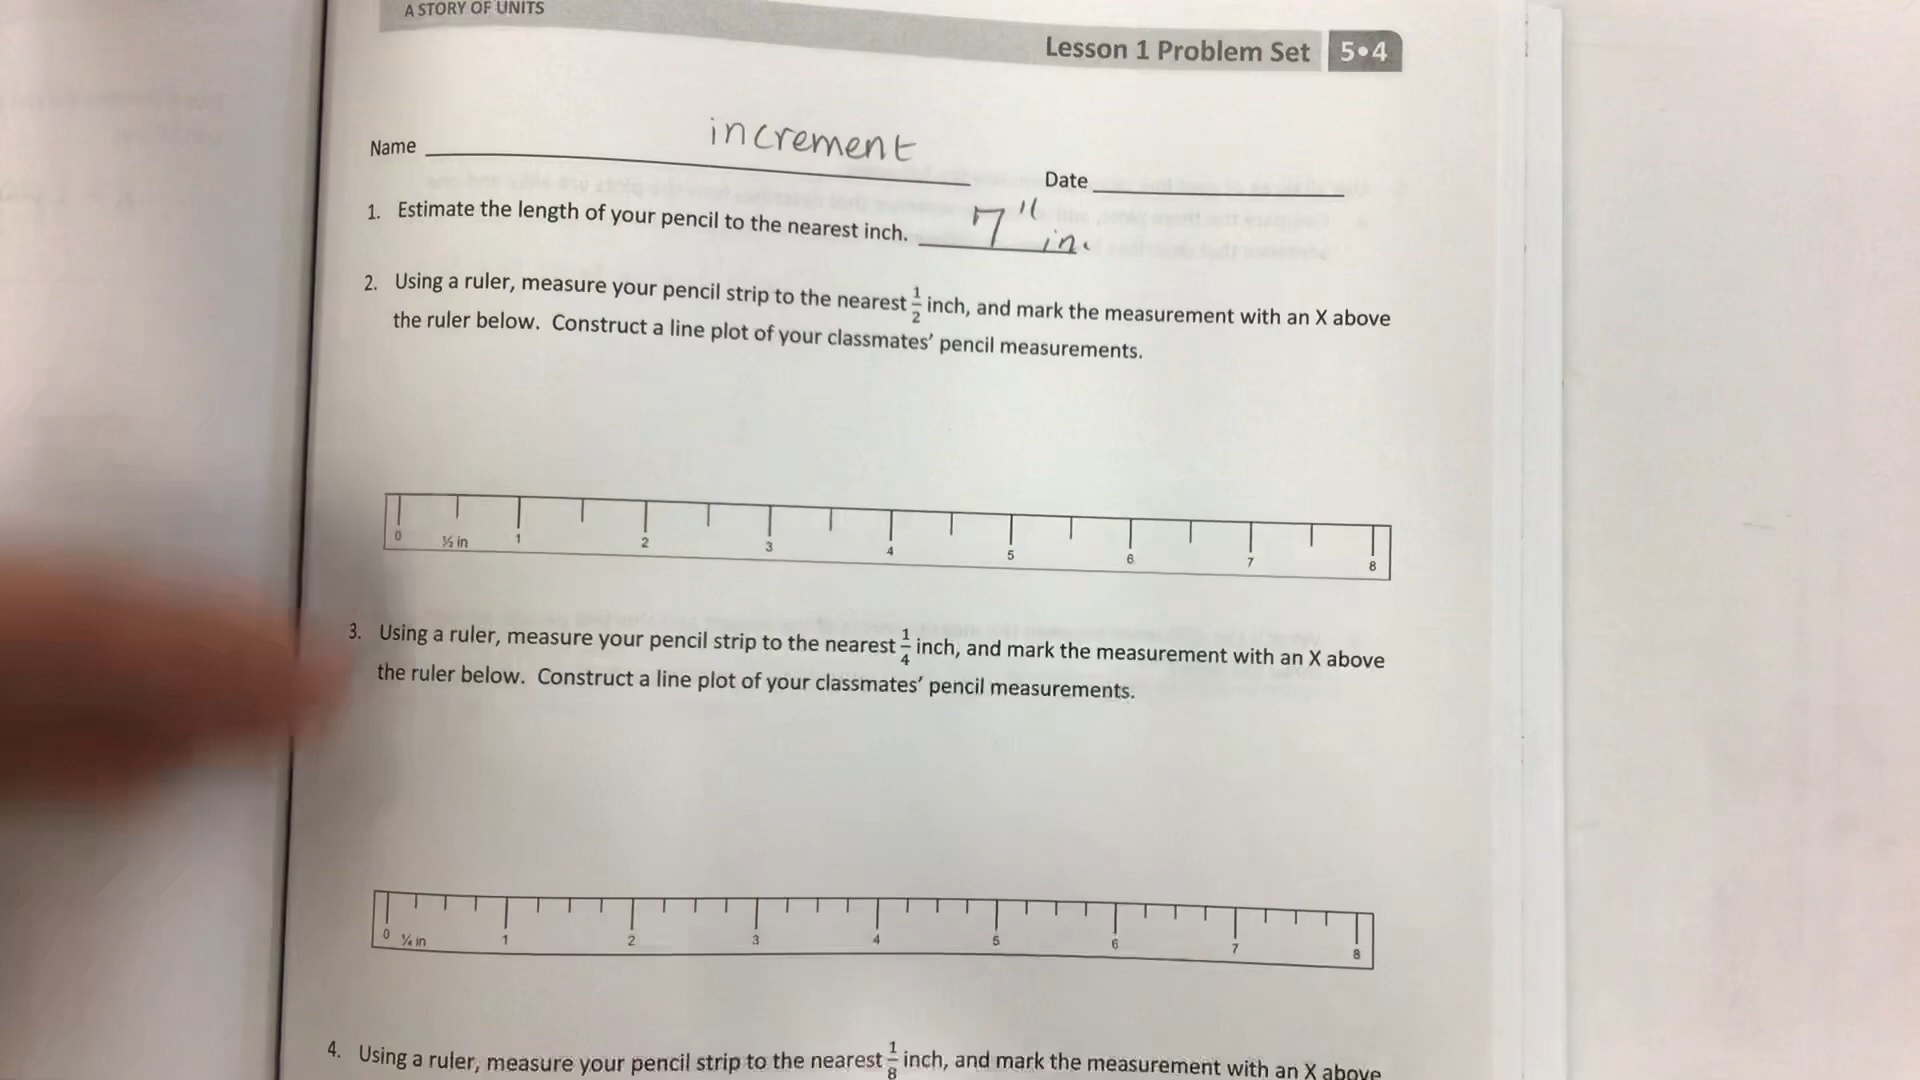 A STORY OF UNITS
Lesson 1 Problem Set 5•4
increment
Name
Date
1. Estimate the length of your pencil to the nearest inch. 7 " in.
2. Using a ruler, measure your pencil strip to the nearest 1/2 inch, and mark the measurement with an X above
the ruler below. Construct a line plot of your classmates’ pencil measurements.
0 ½ in 1 2 3 4 5 6 7 8
3. Using a ruler, measure your pencil strip to the nearest 1/4 inch, and mark the measurement with an X above
the ruler below. Construct a line plot of your classmates’ pencil measurements.
0 ¼ in 1 2 3 4 5 6 7 8
4. Using a ruler, measure your pencil strip to the nearest 1/8 inch, and mark the measurement with an X above